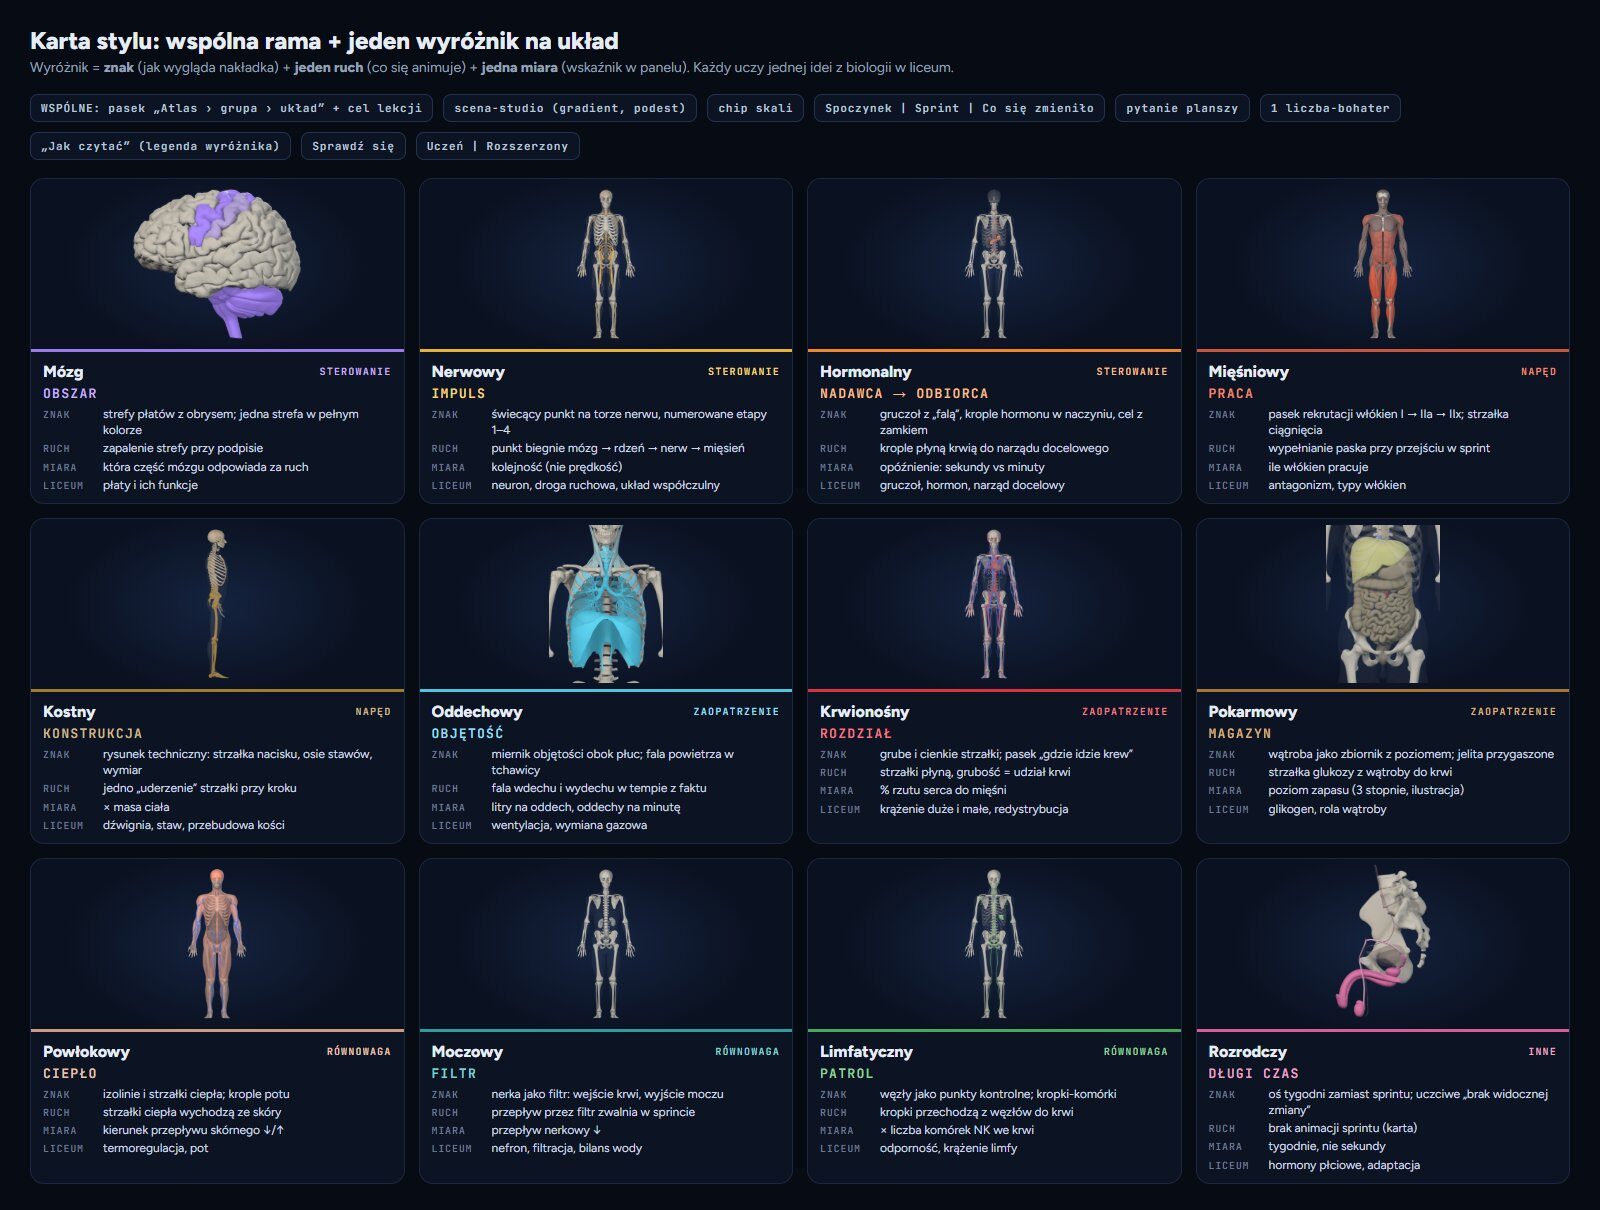 Karta stylu: wspólna rama + jeden wyróżnik na układ
Wyróżnik = znak (jak wygląda nakładka) + jeden ruch (co się animuje) + jedna miara (wskaźnik w panelu). Każdy uczy jednej idei z biologii w liceum.
WSPÓLNE: pasek „Atlas › grupa › układ” + cel lekcji
scena-studio (gradient, podest)
chip skali
Spoczynek | Sprint | Co się zmieniło
pytanie planszy
1 liczba-bohater
„Jak czytać” (legenda wyróżnika)
Sprawdź się
Uczeń | Rozszerzony
Mózg STEROWANIE
OBSZAR
ZNAK strefy płatów z obrysem; jedna strefa w pełnym
kolorze
RUCH zapalenie strefy przy podpisie
MIARA która część mózgu odpowiada za ruch
LICEUM płaty i ich funkcje
Nerwowy STEROWANIE
IMPULS
ZNAK świecący punkt na torze nerwu, numerowane etapy
1–4
RUCH punkt biegnie mózg → rdzeń → nerw → mięsień
MIARA kolejność (nie prędkość)
LICEUM neuron, droga ruchowa, układ współczulny
Hormonalny STEROWANIE
NADAWCA → ODBIORCA
ZNAK gruczoł z „falą”, krople hormonu w naczyniu, cel z
zamkiem
RUCH krople płyną krwią do narządu docelowego
MIARA opóźnienie: sekundy vs minuty
LICEUM gruczoł, hormon, narząd docelowy
Mięśniowy NAPĘD
PRACA
ZNAK pasek rekrutacji włókien I → IIa → IIx; strzałka
ciągnięcia
RUCH wypełnianie paska przy przejściu w sprint
MIARA ile włókien pracuje
LICEUM antagonizm, typy włókien
Kostny NAPĘD
KONSTRUKCJA
ZNAK rysunek techniczny: strzałka nacisku, osie stawów,
wymiar
RUCH jedno „uderzenie” strzałki przy kroku
MIARA × masa ciała
LICEUM dźwignia, staw, przebudowa kości
Oddechowy ZAOPATRZENIE
OBJĘTOŚĆ
ZNAK miernik objętości obok płuc; fala powietrza w
tchawicy
RUCH fala wdechu i wydechu w tempie z faktu
MIARA litry na oddech, oddechy na minutę
LICEUM wentylacja, wymiana gazowa
Krwionośny ZAOPATRZENIE
ROZDZIAŁ
ZNAK grube i cienkie strzałki; pasek „gdzie idzie krew”
RUCH strzałki płyną, grubość = udział krwi
MIARA % rzutu serca do mięśni
LICEUM krążenie duże i małe, redystrybucja
Pokarmowy ZAOPATRZENIE
MAGAZYN
ZNAK wątroba jako zbiornik z poziomem; jelita przygaszone
RUCH strzałka glukozy z wątroby do krwi
MIARA poziom zapasu (3 stopnie, ilustracja)
LICEUM glikogen, rola wątroby
Powłokowy RÓWNOWAGA
CIEPŁO
ZNAK izolinie i strzałki ciepła; krople potu
RUCH strzałki ciepła wychodzą ze skóry
MIARA kierunek przepływu skórnego ↓/↑
LICEUM termoregulacja, pot
Moczowy RÓWNOWAGA
FILTR
ZNAK nerka jako filtr: wejście krwi, wyjście moczu
RUCH przepływ przez filtr zwalnia w sprincie
MIARA przepływ nerkowy ↓
LICEUM nefron, filtracja, bilans wody
Limfatyczny RÓWNOWAGA
PATROL
ZNAK węzły jako punkty kontrolne; kropki-komórki
RUCH kropki przechodzą z węzłów do krwi
MIARA × liczba komórek NK we krwi
LICEUM odporność, krążenie limfy
Rozrodczy INNE
DŁUGI CZAS
ZNAK oś tygodni zamiast sprintu; uczciwe „brak widocznej
zmiany”
RUCH brak animacji sprintu (karta)
MIARA tygodnie, nie sekundy
LICEUM hormony płciowe, adaptacja